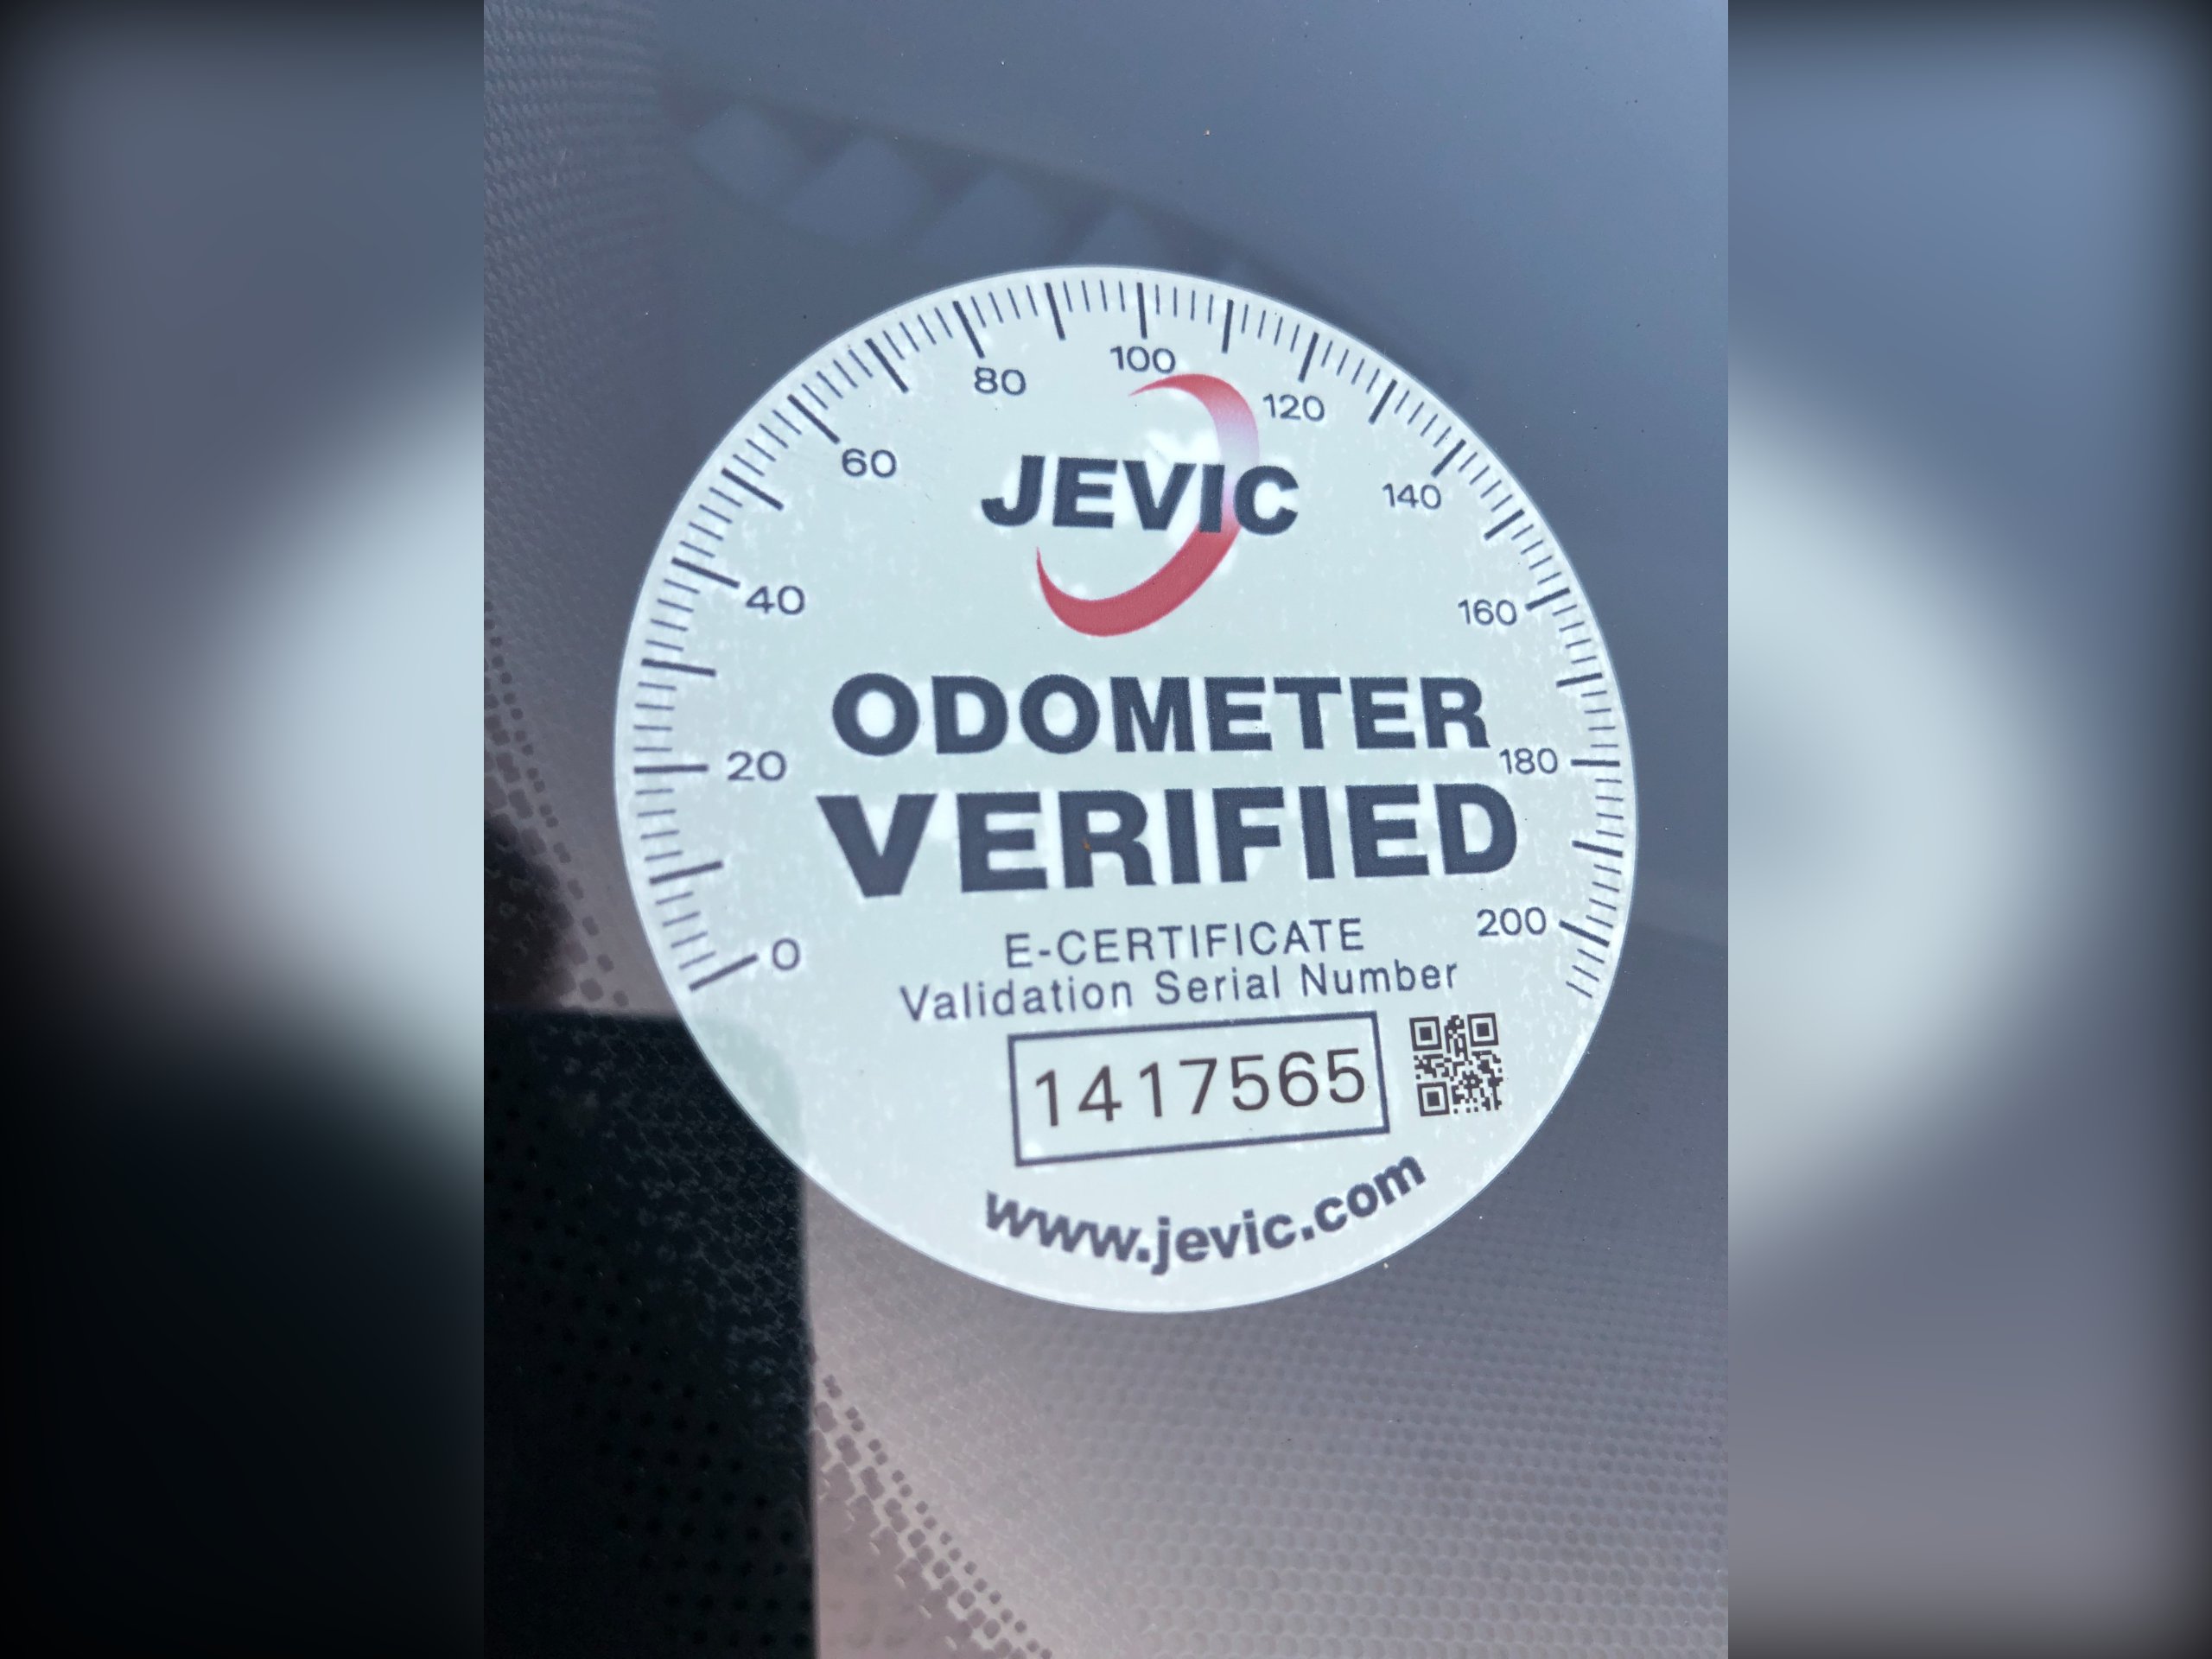 0
20
40
60
80
100
120
140
160
180
200
JEVIC
ODOMETER
VERIFIED
E-CERTIFICATE
Validation Serial Number
1417565
www.jevic.com